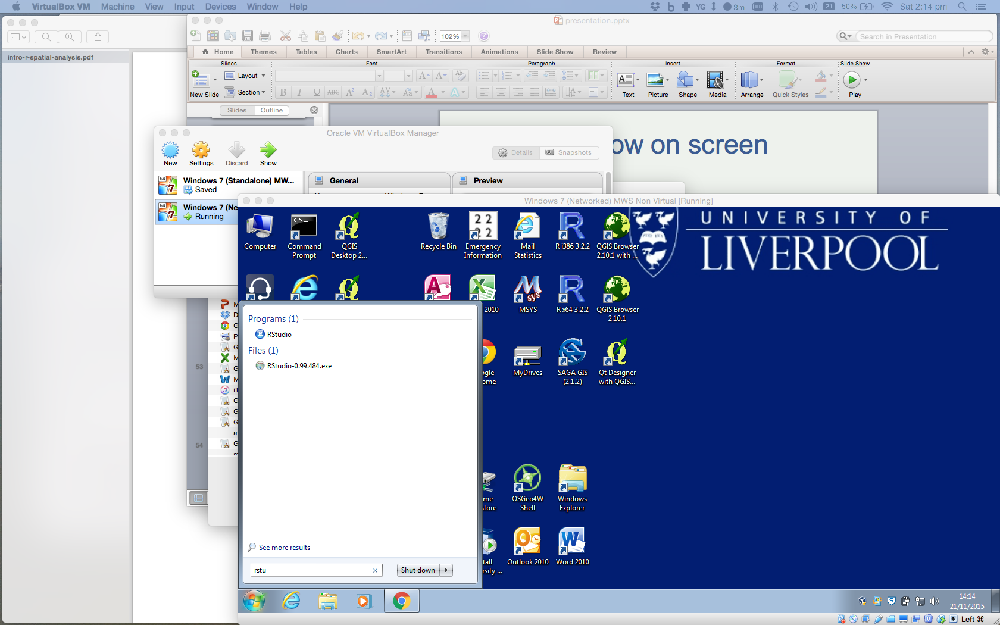 VirtualBox VM Machine View Input Devices Window Help
YG 3m 21 50% Sat 2:14 pm
intro-r-spatial-analysis.pdf
presentation.pptx
102%
Search in Presentation
Home Themes Tables Charts SmartArt Transitions Animations Slide Show Review
Slides Font Paragraph Insert Format Slide Show
New Slide Layout Section
B I U ABC A² A₂ AV Aa A A
Text Picture Shape Media Arrange Quick Styles Play
Slides Outline
ow on screen
53
54
Oracle VM VirtualBox Manager
New Settings Discard Show
Details Snapshots
Windows 7 (Standalone) MW...
Saved
Windows 7 (Ne
Running
General
Preview
Windows 7 (Networked) MWS Non Virtual [Running]
UNIVERSITY OF
LIVERPOOL
Computer
Command Prompt
QGIS Desktop 2...
Recycle Bin
Emergency Information
Mail Statistics
R i386 3.2.2
QGIS Browser 2.10.1 with ...
2010
MSYS
R x64 3.2.2
QGIS Browser 2.10.1
MyDrives
SAGA GIS (2.1.2)
Qt Designer with QGIS...
OSGeo4W Shell
Windows Explorer
Outlook 2010
Word 2010
Programs (1)
RStudio
Files (1)
RStudio-0.99.484.exe
See more results
rstu
Shut down
14:14
21/11/2015
Left ⌘